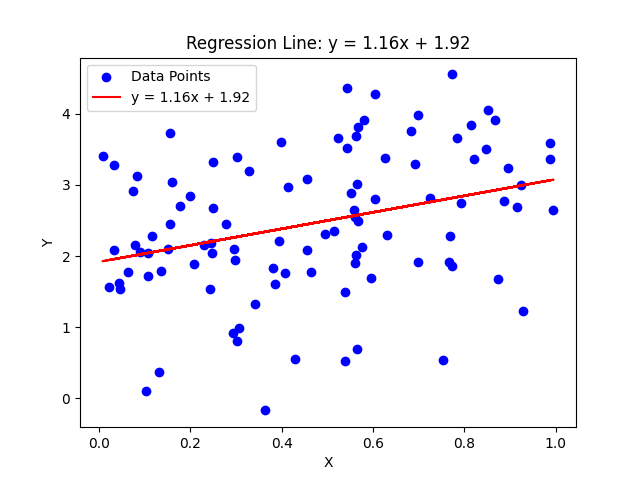 Regression Line: y = 1.16x + 1.92
Data Points
y = 1.16x + 1.92
4
3
2
1
0
Y
0.0 0.2 0.4 0.6 0.8 1.0
X